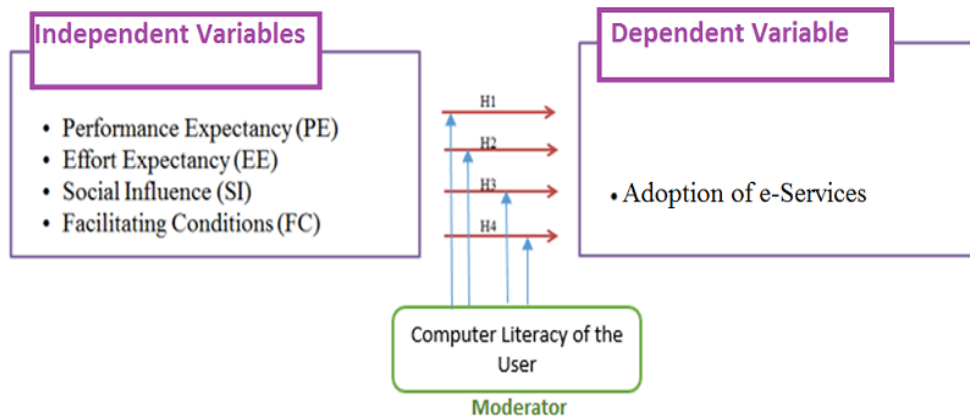 Independent Variables
• Performance Expectancy (PE)
• Effort Expectancy (EE)
• Social Influence (SI)
• Facilitating Conditions (FC)
H1
H2
H3
H4
Dependent Variable
• Adoption of e-Services
Computer Literacy of the
User
Moderator